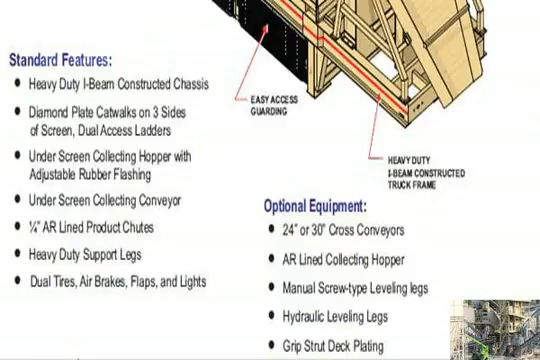 Standard Features:
Heavy Duty I-Beam Constructed Chassis
Diamond Plate Catwalks on 3 Sides
of Screen, Dual Access Ladders
Under Screen Collecting Hopper with
Adjustable Rubber Flashing
Under Screen Collecting Conveyor
¼" AR Lined Product Chutes
Heavy Duty Support Legs
Dual Tires, Air Brakes, Flaps, and Lights
EASY ACCESS
GUARDING
HEAVY DUTY
I-BEAM CONSTRUCTED
TRUCK FRAME
Optional Equipment:
24" or 30" Cross Conveyors
AR Lined Collecting Hopper
Manual Screw-type Leveling legs
Hydraulic Leveling Legs
Grip Strut Deck Plating